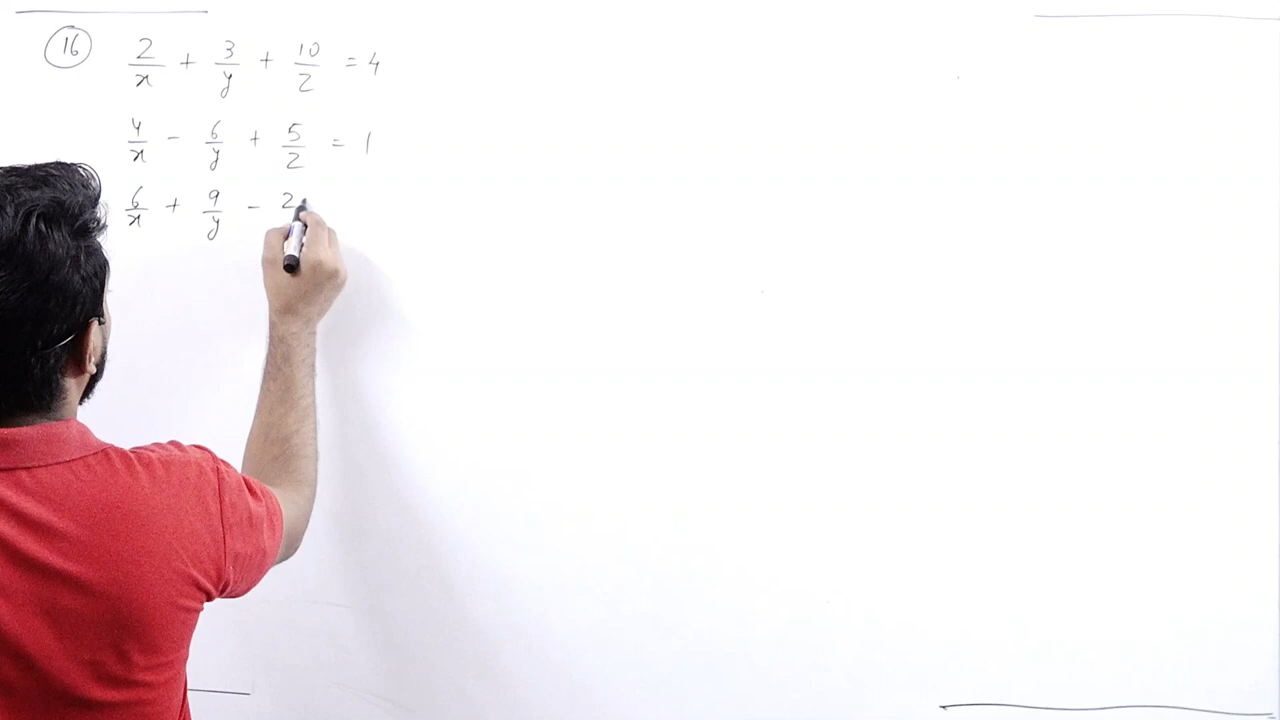 16
2/x + 3/y + 10/z = 4
4/x - 6/y + 5/z = 1
6/x + 9/y - 2